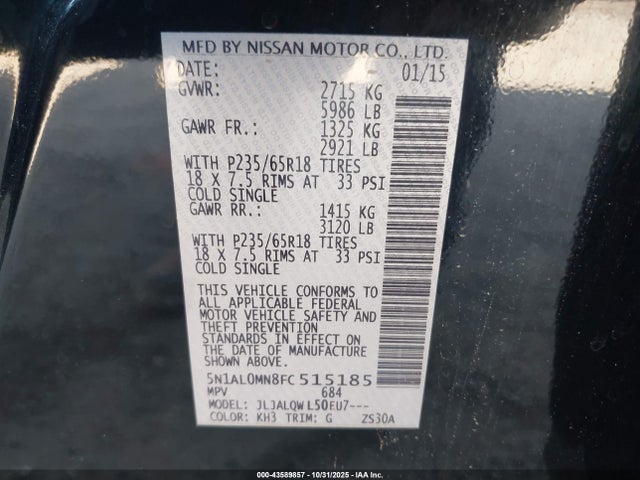 MFD BY NISSAN MOTOR CO., LTD.
DATE: - 01/15
GVWR: 2715 KG
5986 LB
GAWR FR.: 1325 KG
2921 LB
WITH P235/65R18 TIRES
18 X 7.5 RIMS AT 33 PSI
COLD SINGLE
GAWR RR.: 1415 KG
3120 LB
WITH P235/65R18 TIRES
18 X 7.5 RIMS AT 33 PSI
COLD SINGLE
THIS VEHICLE CONFORMS TO
ALL APPLICABLE FEDERAL
MOTOR VEHICLE SAFETY AND
THEFT PREVENTION
STANDARDS IN EFFECT ON
THE DATE OF MANUFACTURE
SHOWN ABOVE.
5N1AL0MN8FC515185
MPV 684
MODEL: JL3ALQWL50EU7---
COLOR: KH3 TRIM: G ZS30A
000-43589857 - 10/31/2025 - IAA Inc.